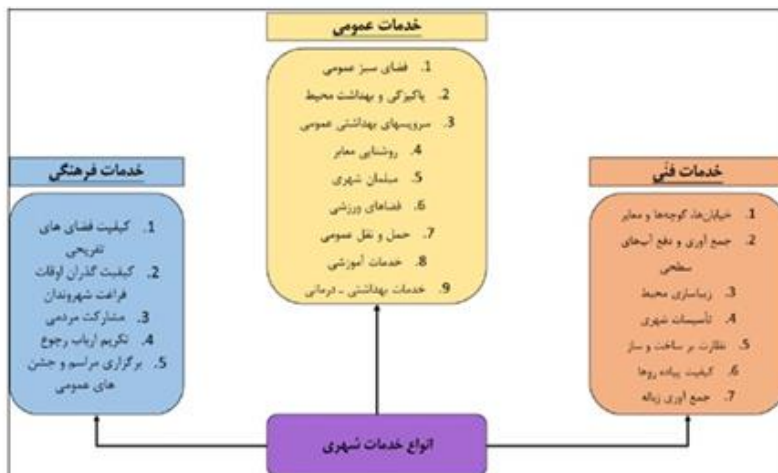 خدمات عمومی
1. فضای سبز عمومی
2. پاکیزگی و بهداشت محیط
3. سرویسهای بهداشتی عمومی
4. روشنایی معابر
5. مبلمان شهری
6. فضاهای ورزشی
7. حمل و نقل عمومی
8. خدمات آموزشی
9. خدمات بهداشتی ـ درمانی
خدمات فنّی
1. خیابان‌ها، کوچه‌ها و معابر
2. جمع آوری و دفع آب‌های
سطحی
3. زیباسازی محیط
4. تأسیسات شهری
5. نظارت بر ساخت و ساز
6. کیفیت پیاده روها
7. جمع آوری زباله
خدمات فرهنگی
1. کیفیت فضای های
تفریحی
2. کیفیت گذران اوقات
فراغت شهروندان
3. مشارکت مردمی
4. تکریم ارباب رجوع
5. برگزاری مراسم و جشن
های عمومی
انواع خدمات شهری